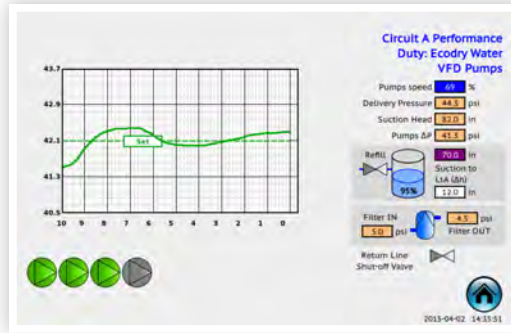 Circuit A Performance
Duty: Ecodry Water
VFD Pumps
43.7
42.9
42.1
41.3
40.5
Set
10 9 8 7 6 5 4 3 2 1 0
Pumps speed 69 %
Delivery Pressure 44.3 psi
Suction Head 82.0 in
Pumps ΔP 41.3 psi
Refill 70.0 in
Suction to
LtA (Δh)
95% 12.0 in
Filter IN 4.5 psi
5.0 psi Filter OUT
Return Line
Shut-off Valve
2013-04-02 14:33:51